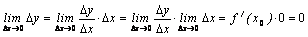 lim Δx→0 Δy = lim Δx→0 Δy/Δx · Δx = lim Δx→0 Δy/Δx · lim Δx→0 Δx = f′(x₀)·0 = 0